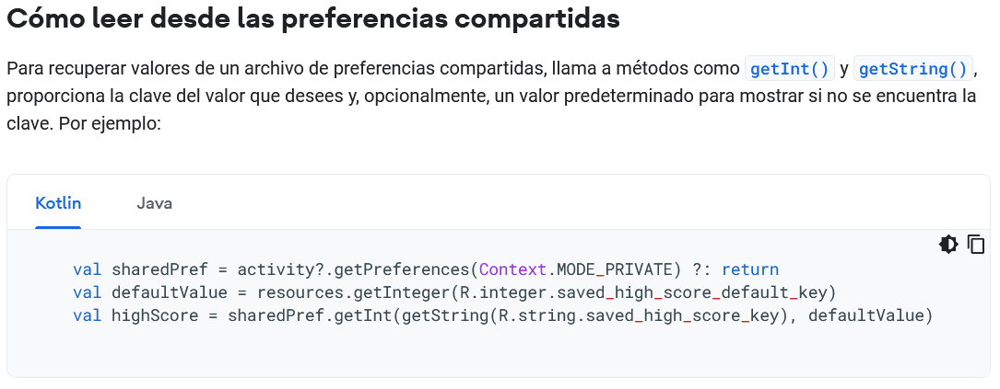 Cómo leer desde las preferencias compartidas
Para recuperar valores de un archivo de preferencias compartidas, llama a métodos como getInt() y getString(),
proporciona la clave del valor que desees y, opcionalmente, un valor predeterminado para mostrar si no se encuentra la
clave. Por ejemplo:
Kotlin Java
val sharedPref = activity?.getPreferences(Context.MODE_PRIVATE) ?: return
val defaultValue = resources.getInteger(R.integer.saved_high_score_default_key)
val highScore = sharedPref.getInt(getString(R.string.saved_high_score_key), defaultValue)